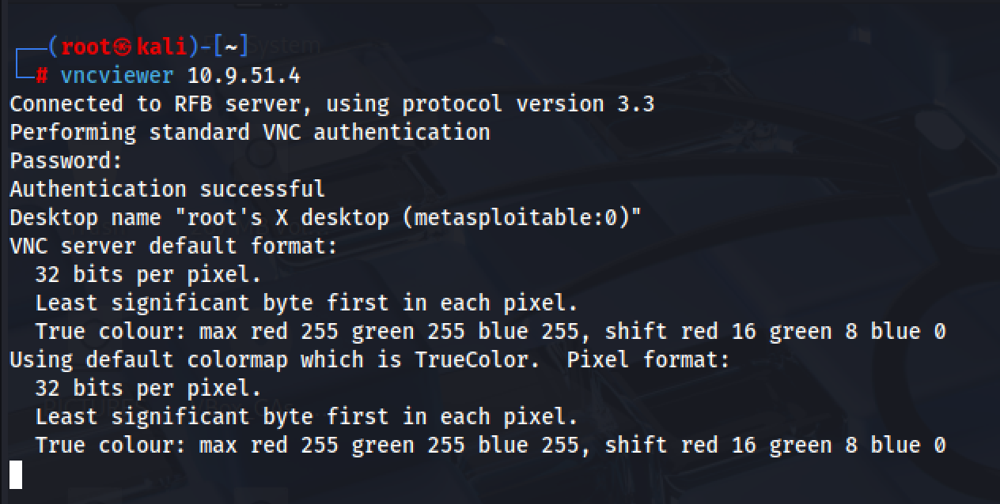 ┌──(root㉿kali)-[~]
└─# vncviewer 10.9.51.4
Connected to RFB server, using protocol version 3.3
Performing standard VNC authentication
Password:
Authentication successful
Desktop name "root's X desktop (metasploitable:0)"
VNC server default format:
  32 bits per pixel.
  Least significant byte first in each pixel.
  True colour: max red 255 green 255 blue 255, shift red 16 green 8 blue 0
Using default colormap which is TrueColor.  Pixel format:
  32 bits per pixel.
  Least significant byte first in each pixel.
  True colour: max red 255 green 255 blue 255, shift red 16 green 8 blue 0